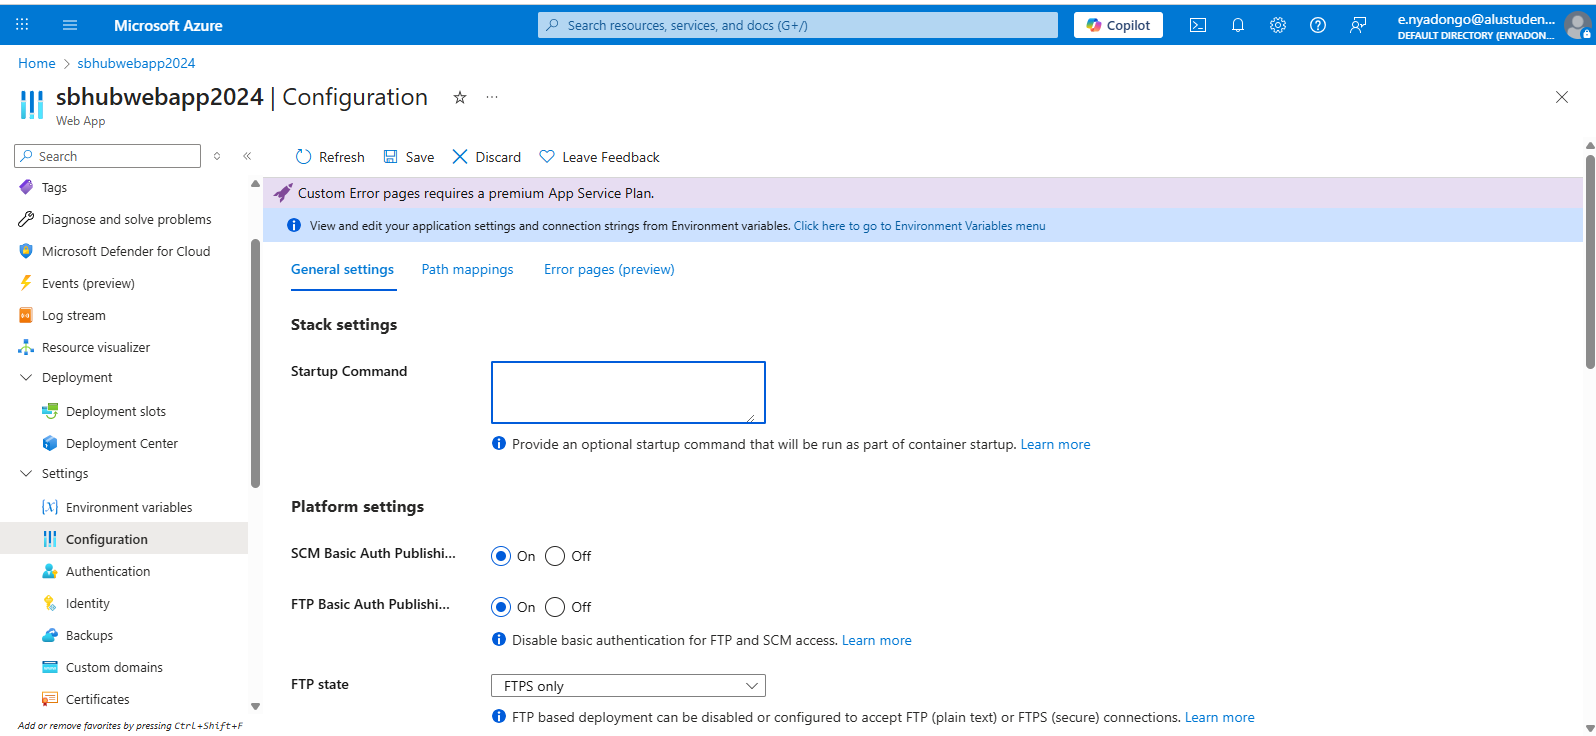 Microsoft Azure
Search resources, services, and docs (G+/)
Copilot
e.nyadongo@alustuden...
DEFAULT DIRECTORY (ENYADON...
Home > sbhubwebapp2024
sbhubwebapp2024 | Configuration
Web App
Search
Refresh
Save
Discard
Leave Feedback
Tags
Diagnose and solve problems
Microsoft Defender for Cloud
Events (preview)
Log stream
Resource visualizer
Deployment
Deployment slots
Deployment Center
Settings
Environment variables
Configuration
Authentication
Identity
Backups
Custom domains
Certificates
Add or remove favorites by pressing Ctrl+Shift+F
Custom Error pages requires a premium App Service Plan.
View and edit your application settings and connection strings from Environment variables. Click here to go to Environment Variables menu
General settings
Path mappings
Error pages (preview)
Stack settings
Startup Command
Provide an optional startup command that will be run as part of container startup. Learn more
Platform settings
SCM Basic Auth Publishi...
On
Off
FTP Basic Auth Publishi...
On
Off
Disable basic authentication for FTP and SCM access. Learn more
FTP state
FTPS only
FTP based deployment can be disabled or configured to accept FTP (plain text) or FTPS (secure) connections. Learn more